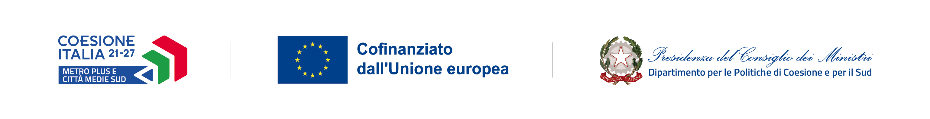 COESIONE
ITALIA 21-27
METRO PLUS E
CITTÀ MEDIE SUD
Cofinanziato
dall'Unione europea
Presidenza del Consiglio dei Ministri
Dipartimento per le Politiche di Coesione e per il Sud